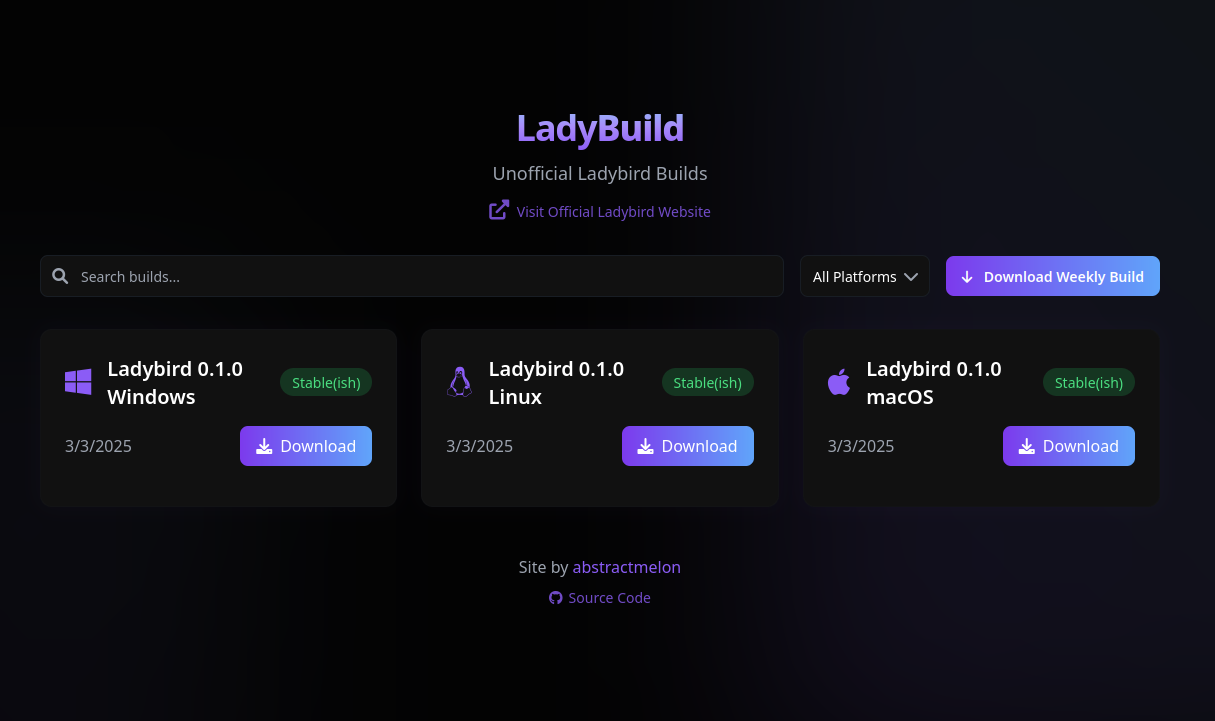 LadyBuild
Unofficial Ladybird Builds
Visit Official Ladybird Website
Search builds...
All Platforms
Download Weekly Build
Ladybird 0.1.0
Windows
Stable(ish)
3/3/2025
Download
Ladybird 0.1.0
Linux
Stable(ish)
3/3/2025
Download
Ladybird 0.1.0
macOS
Stable(ish)
3/3/2025
Download
Site by abstractmelon
Source Code